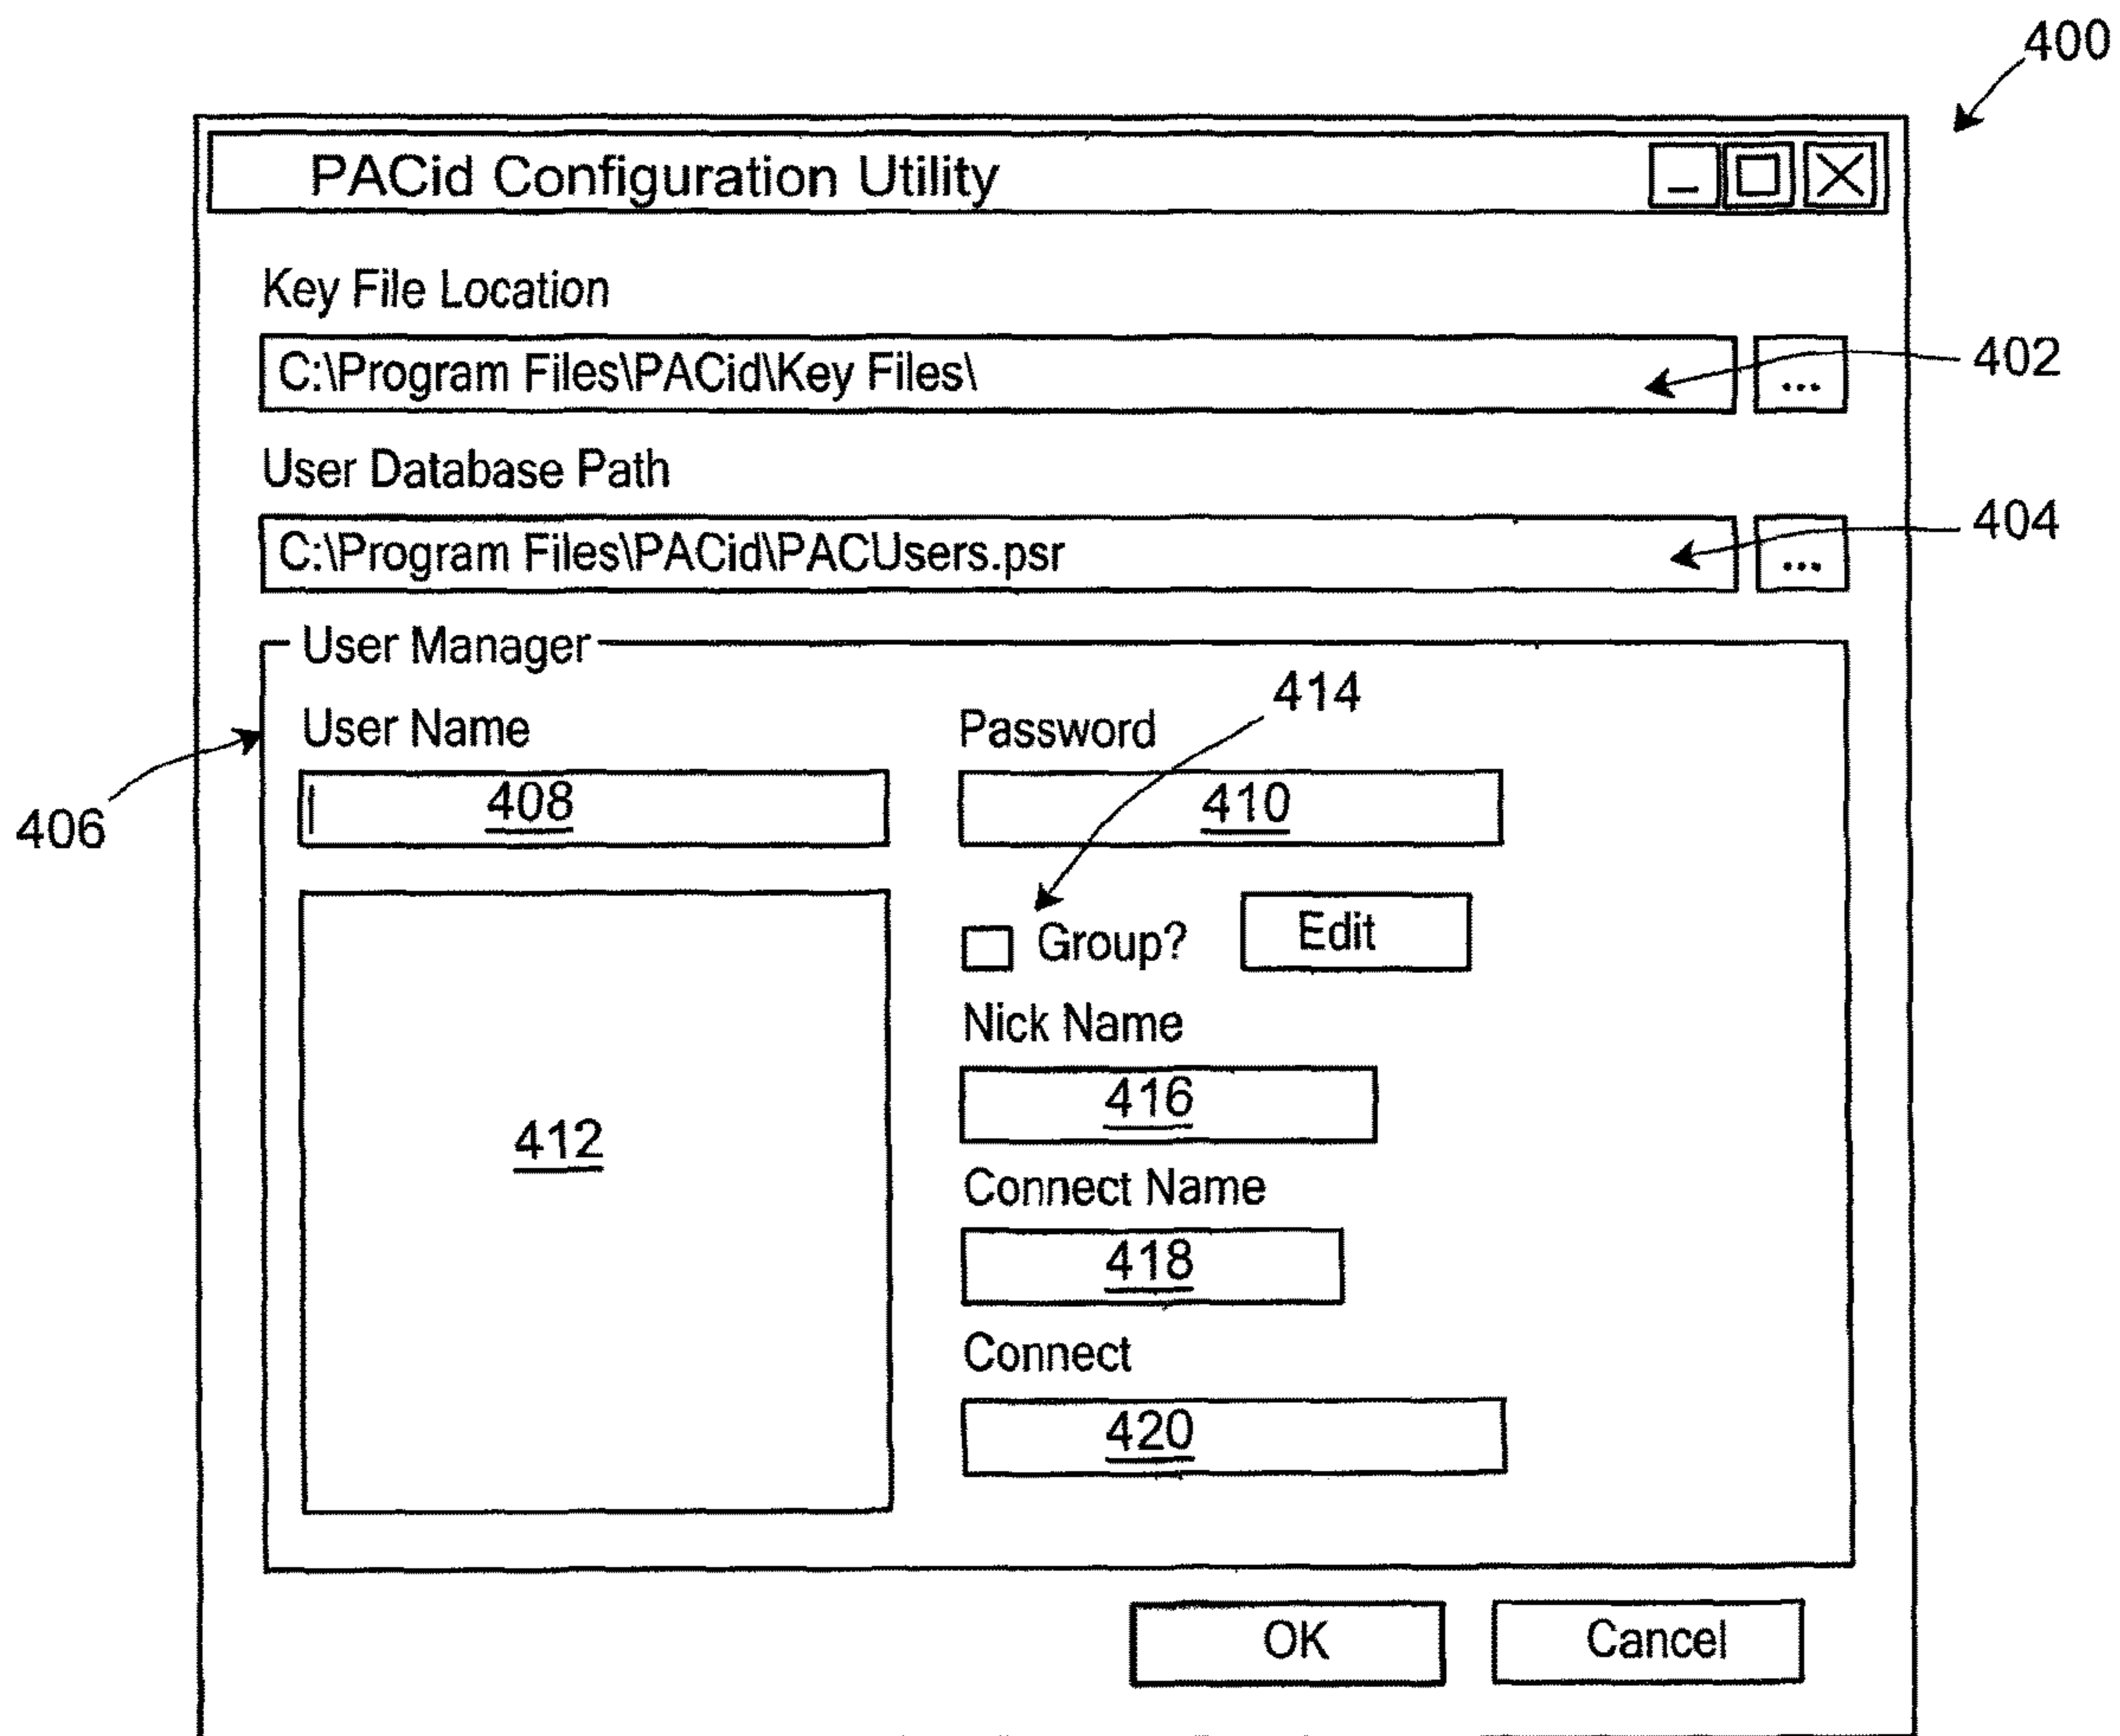 400
PACid Configuration Utility
Key File Location
C:\Program Files\PACid\Key Files\
...
402
User Database Path
C:\Program Files\PACid\PACUsers.psr
...
404
User Manager
414
User Name
Password
406
408
410
Group?
Edit
Nick Name
416
412
Connect Name
418
Connect
420
OK
Cancel